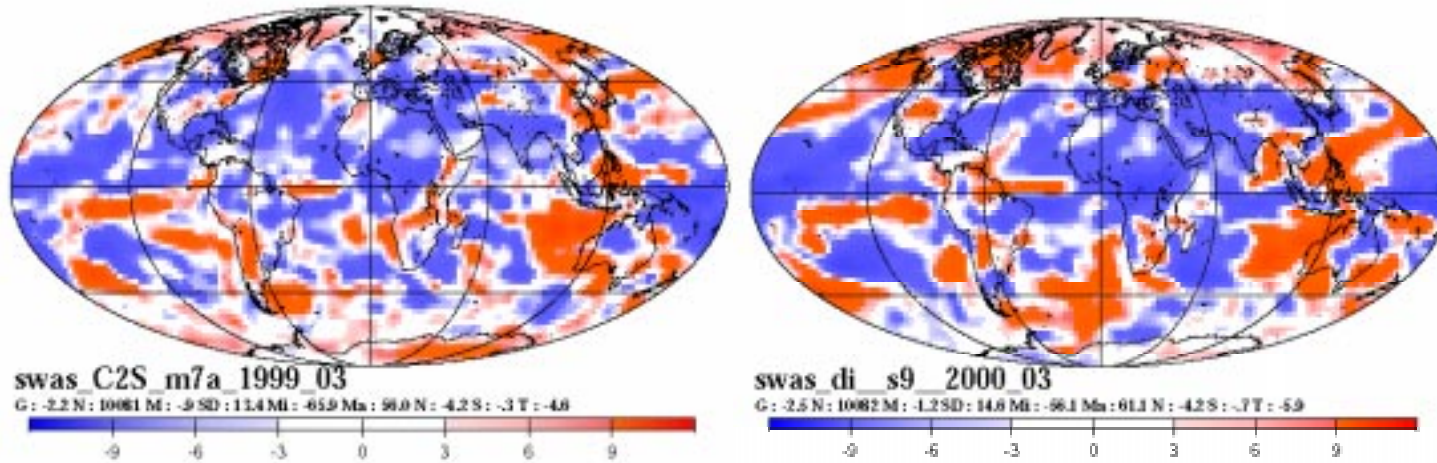 swas_C2S_m7a_1999_03
G : -2.2 N : 10081 M : -.9 SD : 13.4 Mi : -65.9 Ma : 56.0 N : -4.2 S : -.3 T : -4.6
-9 -6 -3 0 3 6 9
swas_di__s9__2000_03
G : -2.5 N : 10082 M : -1.2 SD : 14.6 Mi : -56.1 Ma : 61.1 N : -4.2 S : -.7 T : -5.9
-9 -6 -3 0 3 6 9